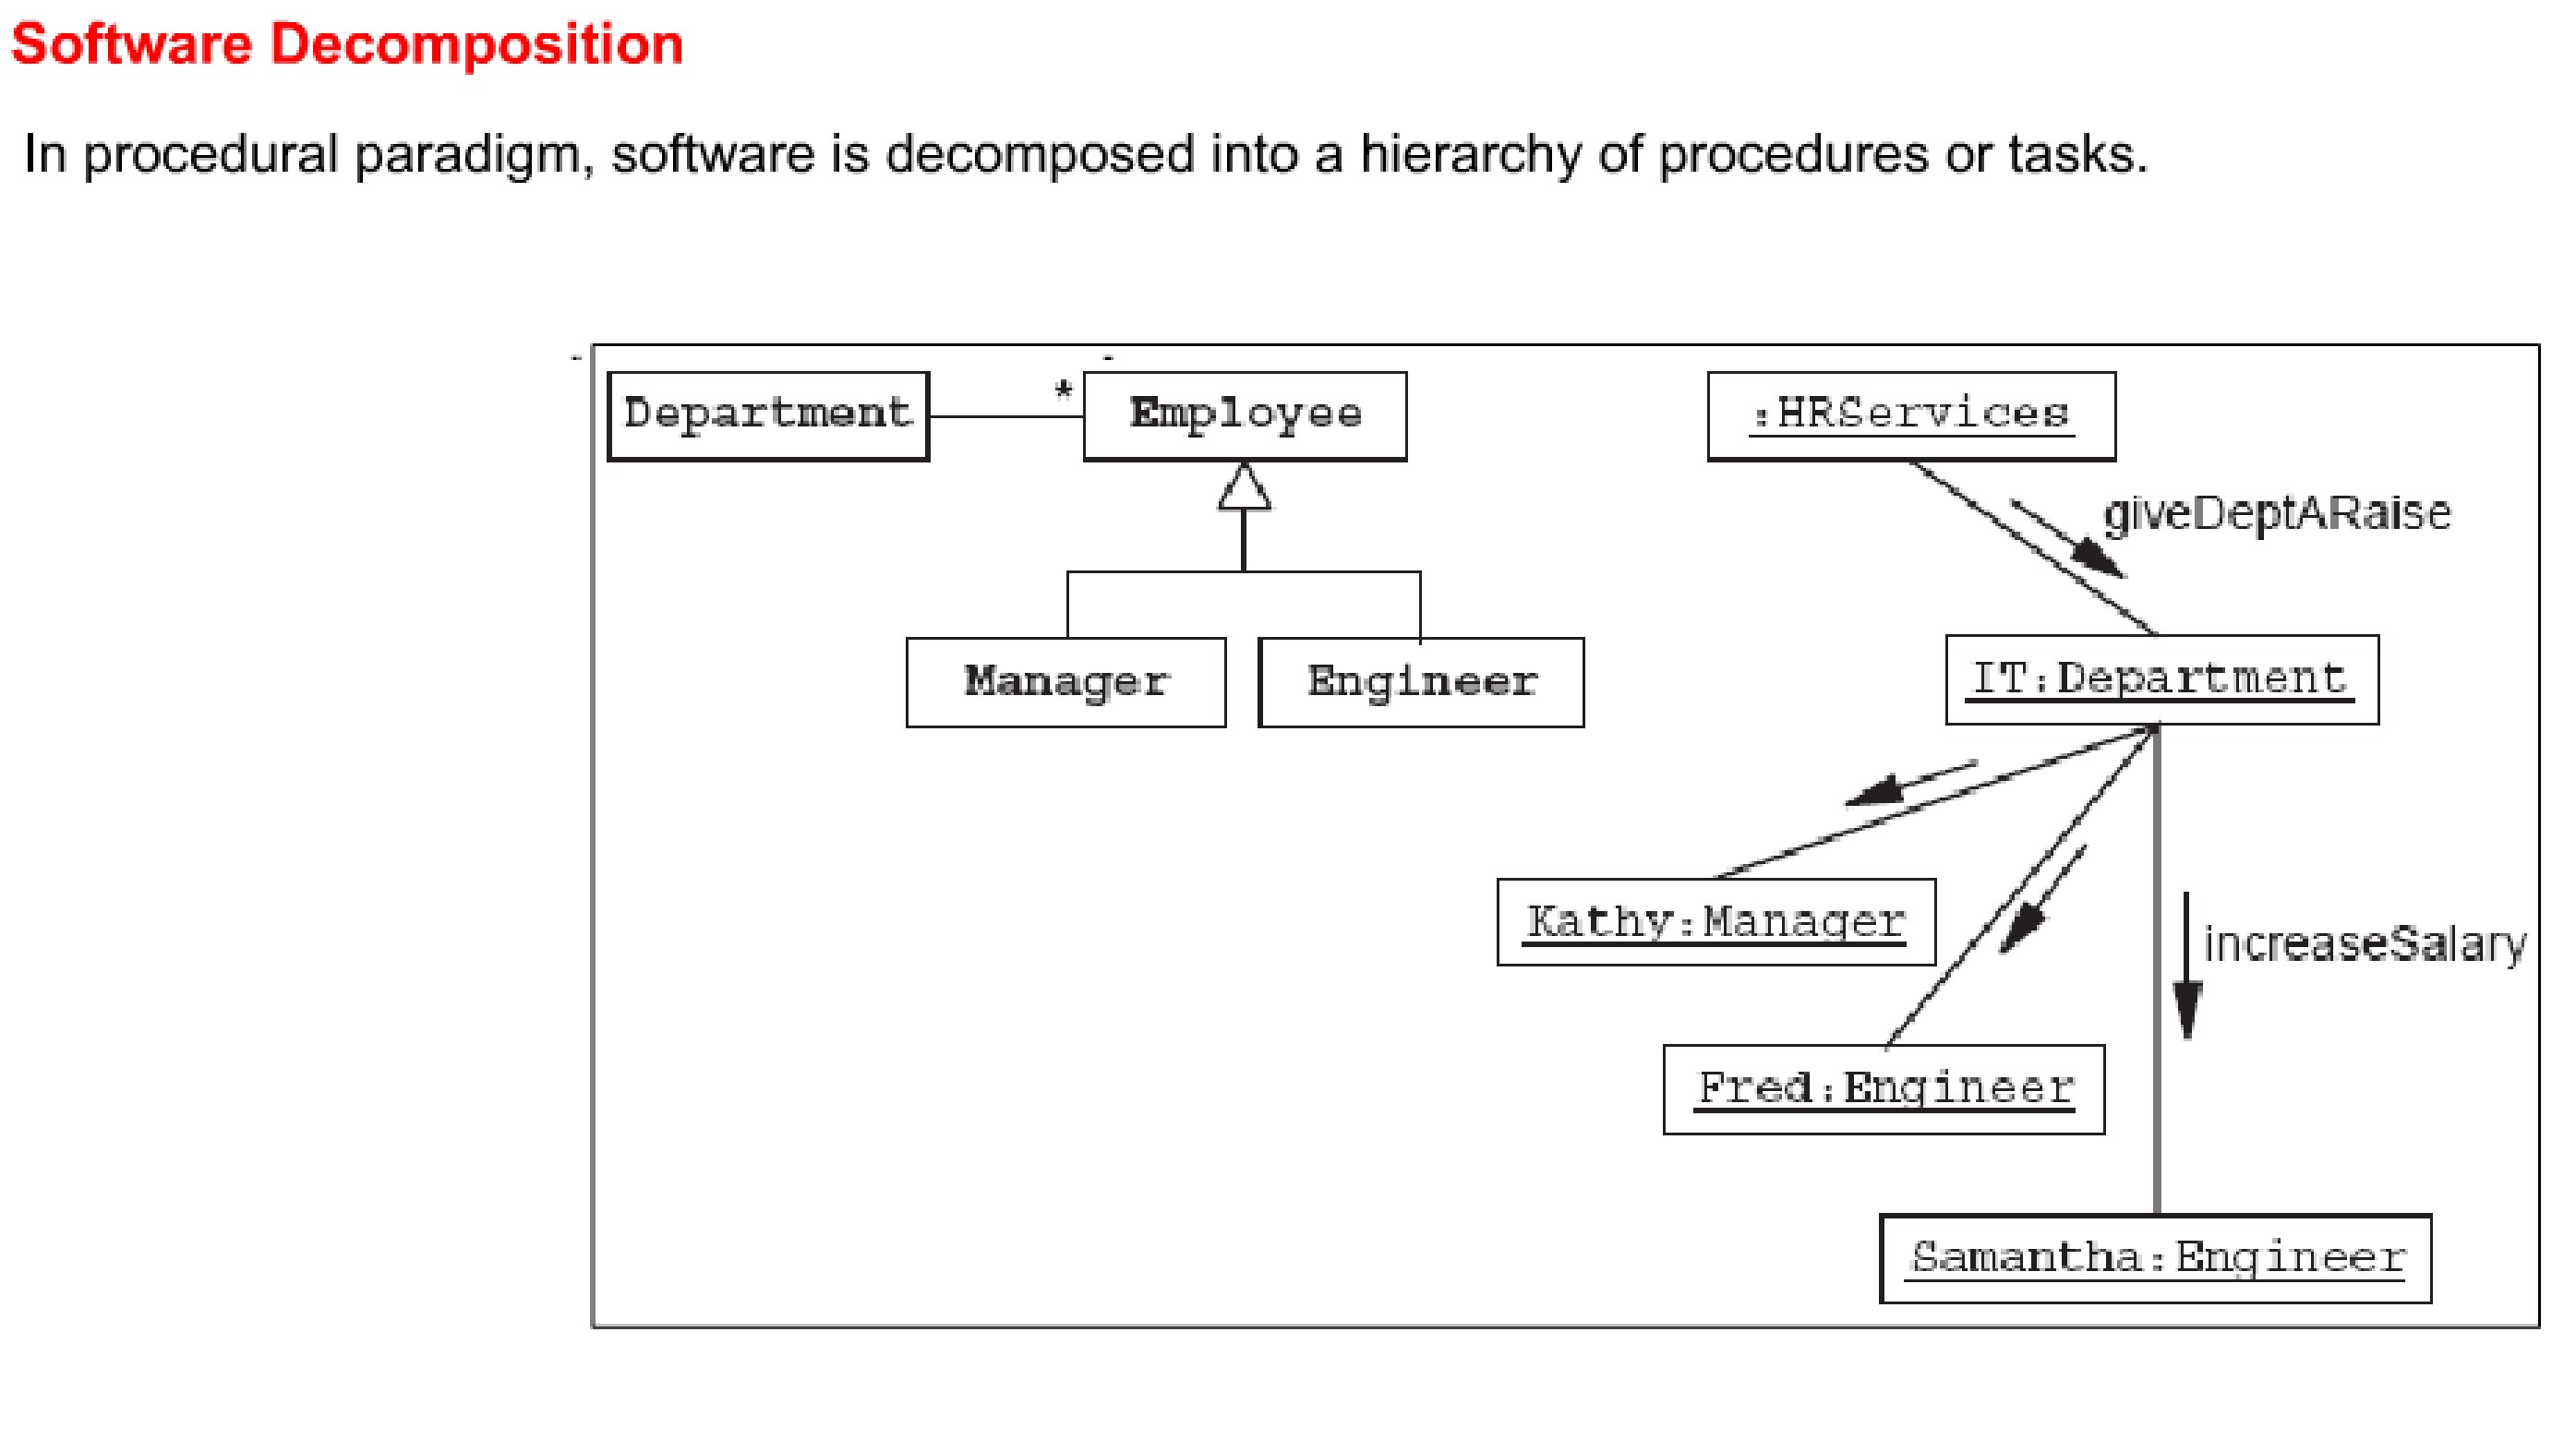 Software Decomposition
In procedural paradigm, software is decomposed into a hierarchy of procedures or tasks.
Department
*
Employee
:HRServices
giveDeptARaise
Manager
Engineer
IT:Department
Kathy:Manager
increaseSalary
Fred:Engineer
Samantha:Engineer